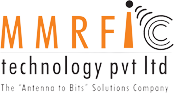 MMRFIC
technology pvt ltd
The "Antenna to Bits" Solutions Company